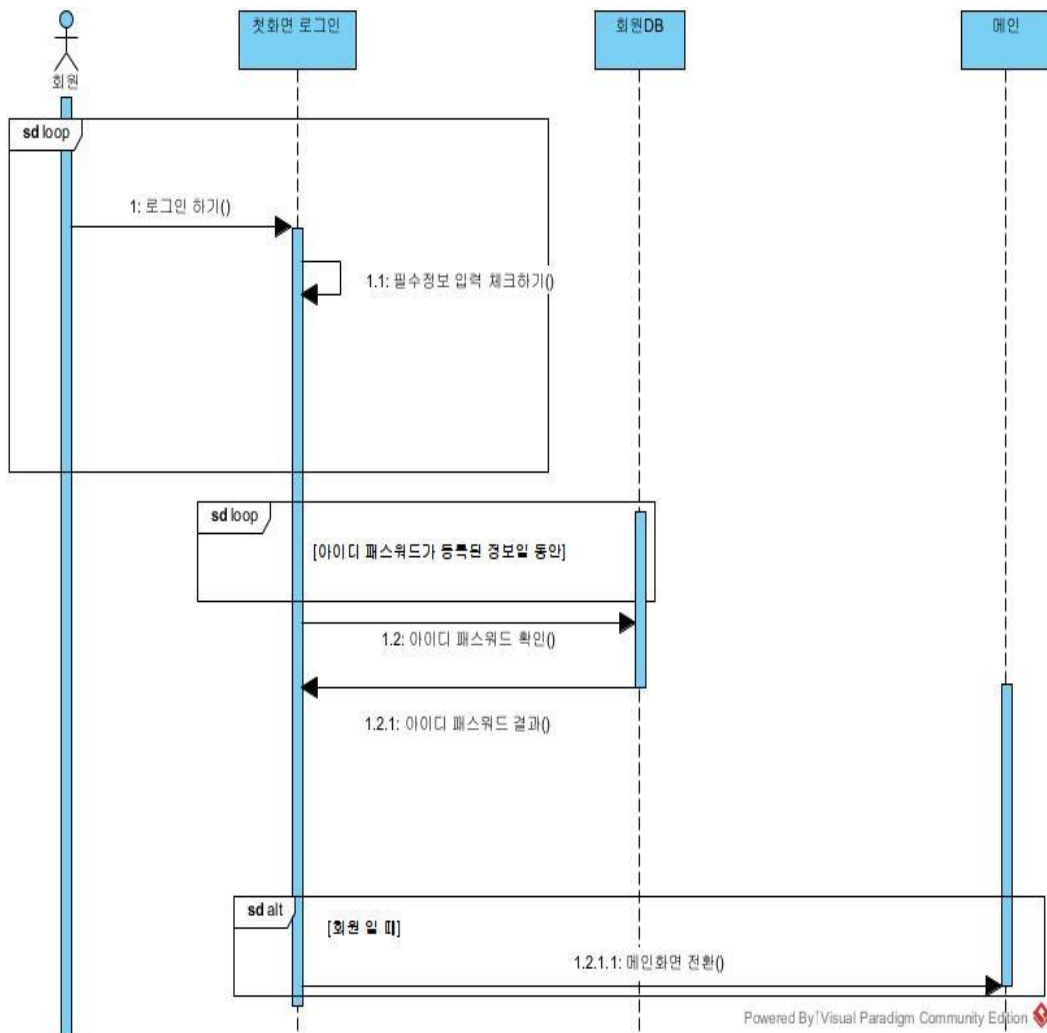 첫화면 로그인
회원DB
메인
회원
sd loop
1: 로그인 하기()
1.1: 필수정보 입력 체크하기()
sd loop
[아이디 패스워드가 등록된 정보일 동안]
1.2: 아이디 패스워드 확인()
1.2.1: 아이디 패스워드 결과()
sd alt
[회원 일 때]
1.2.1.1: 메인화면 전환()
Powered By Visual Paradigm Community Edition